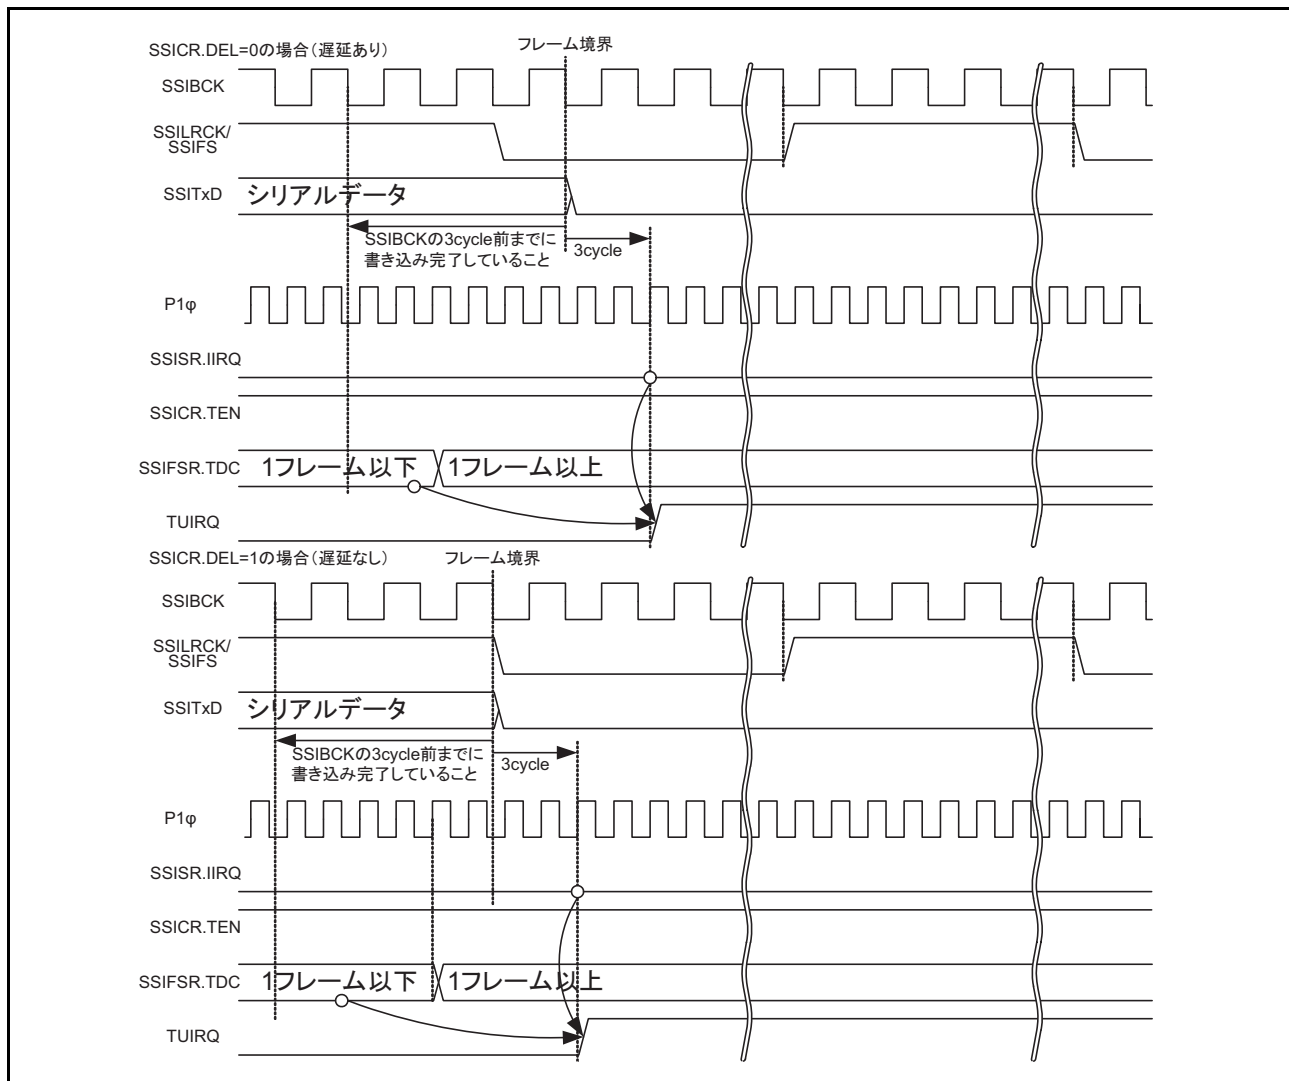 SSICR.DEL=0の場合（遅延あり）
フレーム境界
SSIBCK
SSILRCK/
SSIFS
SSITxD
シリアルデータ
SSIBCKの3cycle前までに
書き込み完了していること
3cycle
P1φ
SSISR.IIRQ
SSICR.TEN
SSIFSR.TDC
1フレーム以下
1フレーム以上
TUIRQ
SSICR.DEL=1の場合（遅延なし）
フレーム境界
SSIBCK
SSILRCK/
SSIFS
SSITxD
シリアルデータ
SSIBCKの3cycle前までに
書き込み完了していること
3cycle
P1φ
SSISR.IIRQ
SSICR.TEN
SSIFSR.TDC
1フレーム以下
1フレーム以上
TUIRQ